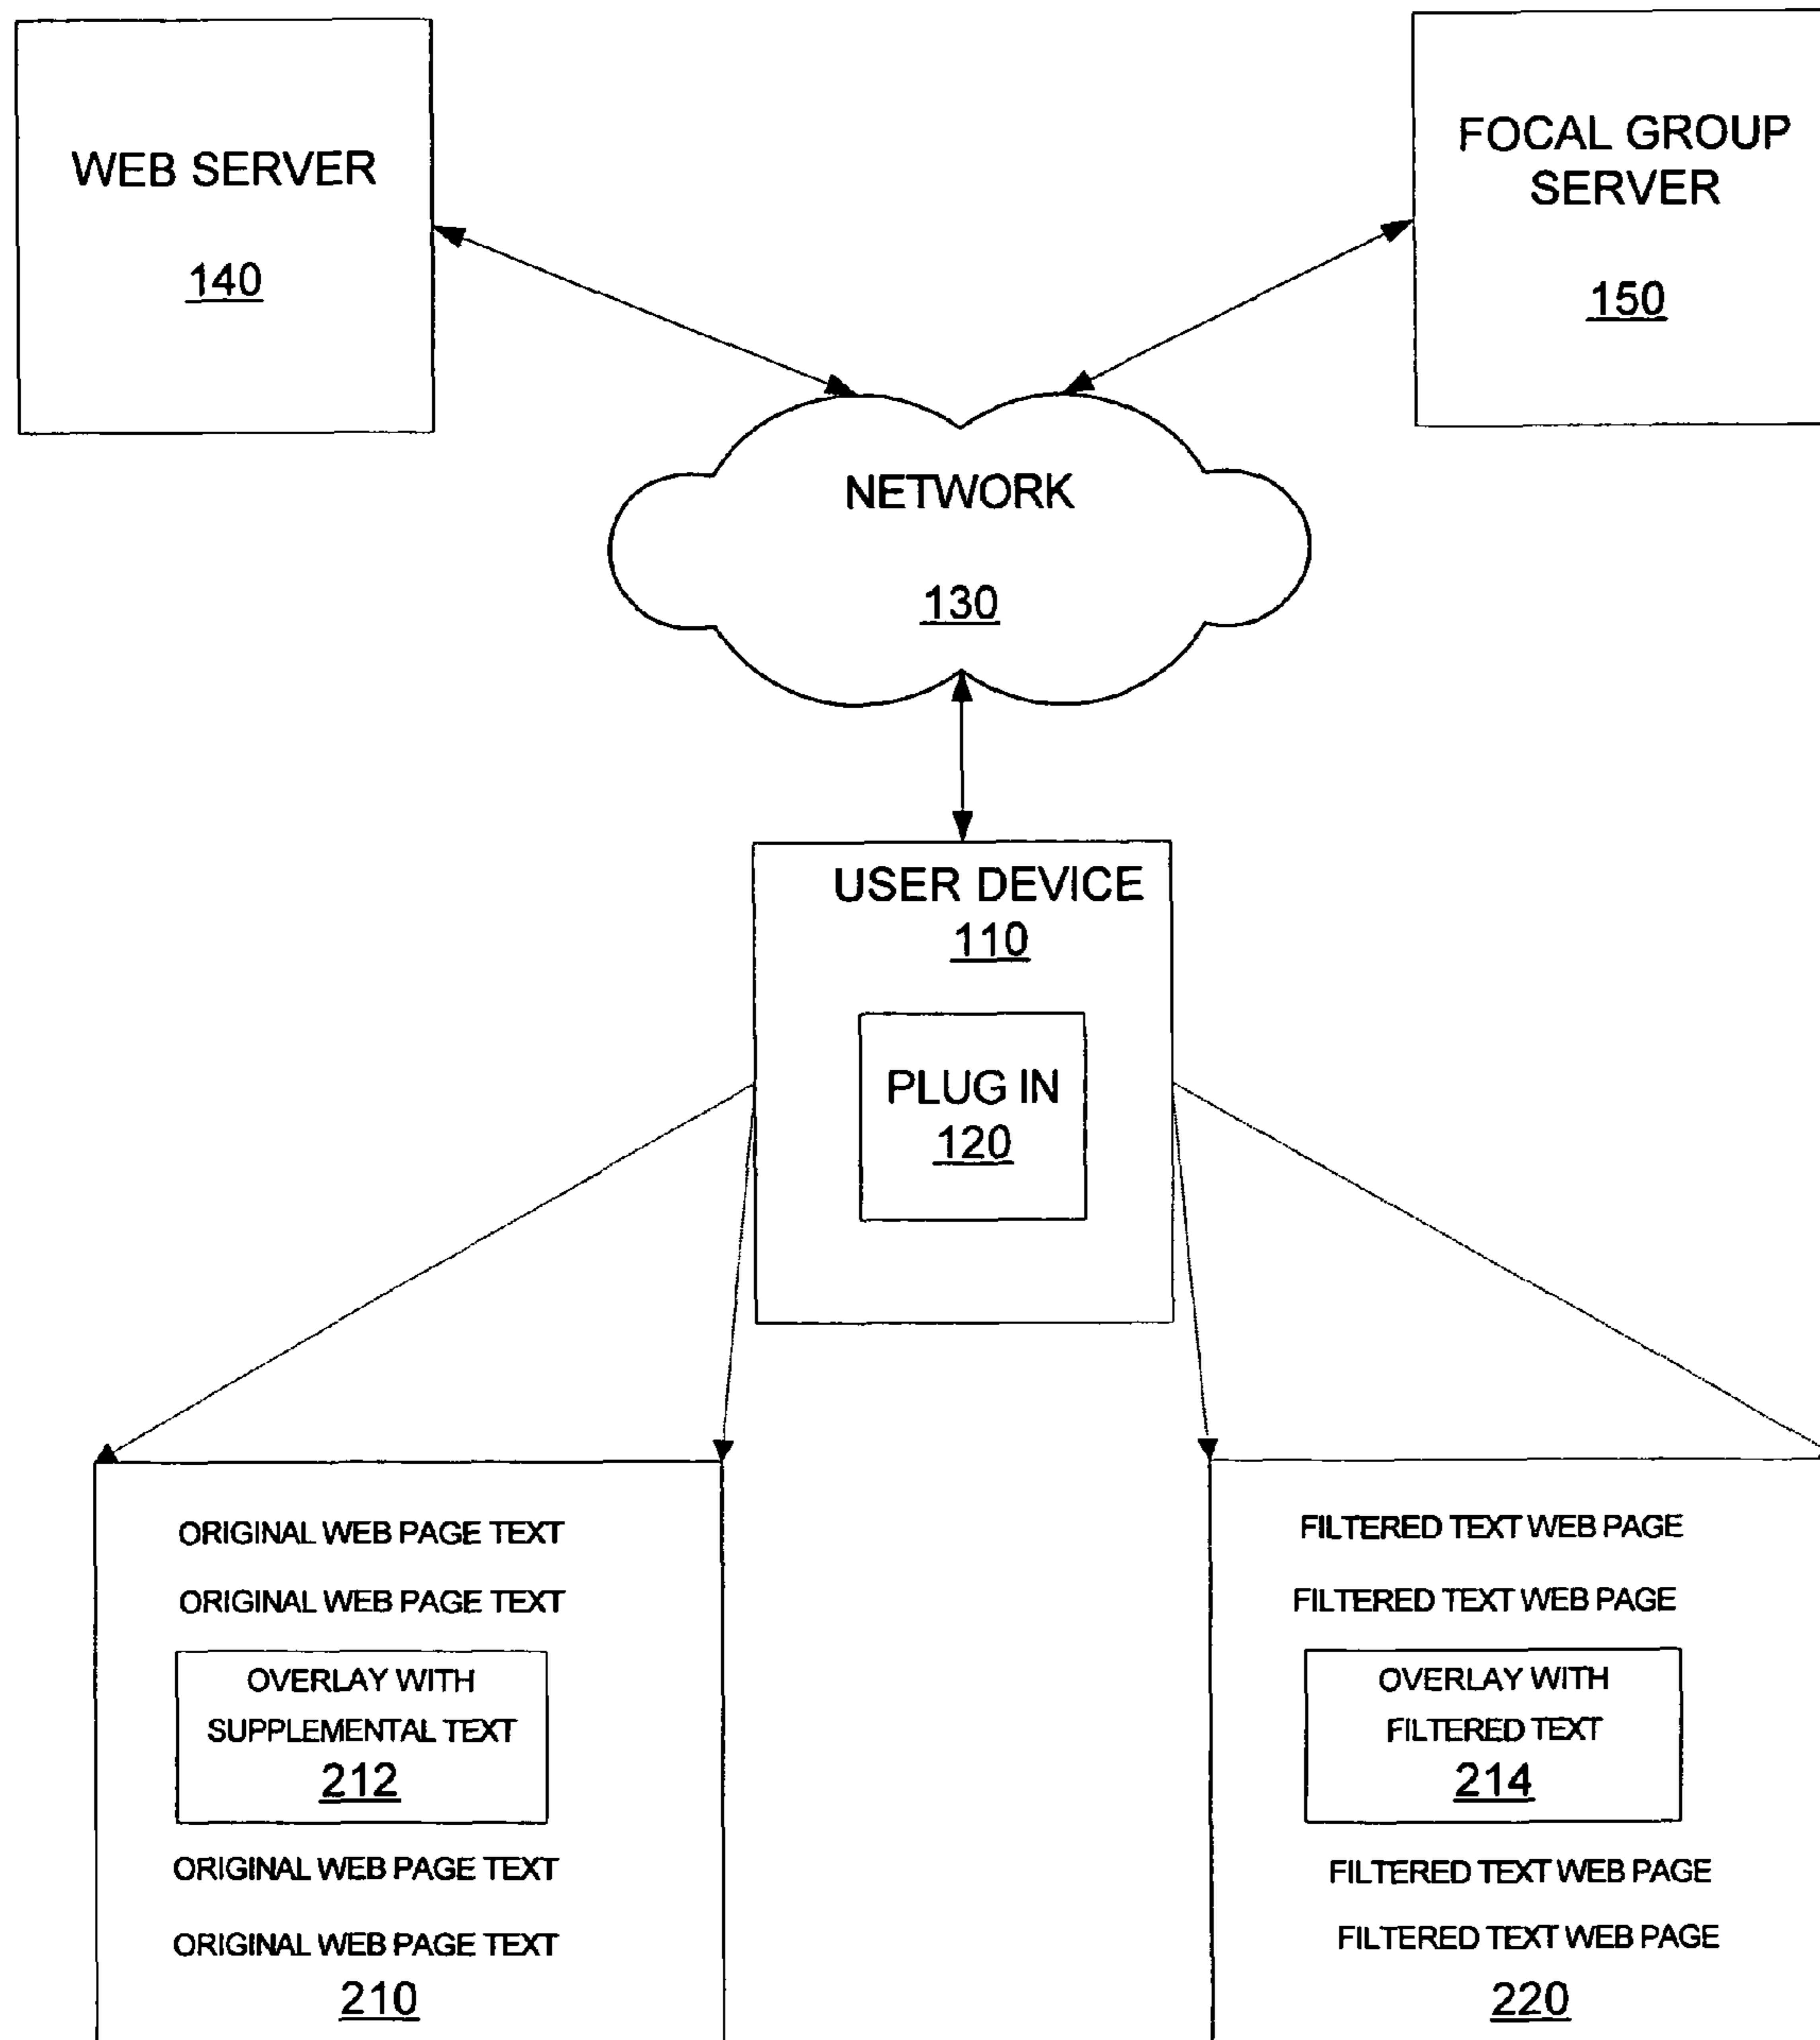 WEB SERVER
140
FOCAL GROUP
SERVER
150
NETWORK
130
USER DEVICE
110
PLUG IN
120
ORIGINAL WEB PAGE TEXT
ORIGINAL WEB PAGE TEXT
OVERLAY WITH
SUPPLEMENTAL TEXT
212
ORIGINAL WEB PAGE TEXT
ORIGINAL WEB PAGE TEXT
210
FILTERED TEXT WEB PAGE
FILTERED TEXT WEB PAGE
OVERLAY WITH
FILTERED TEXT
214
FILTERED TEXT WEB PAGE
FILTERED TEXT WEB PAGE
220